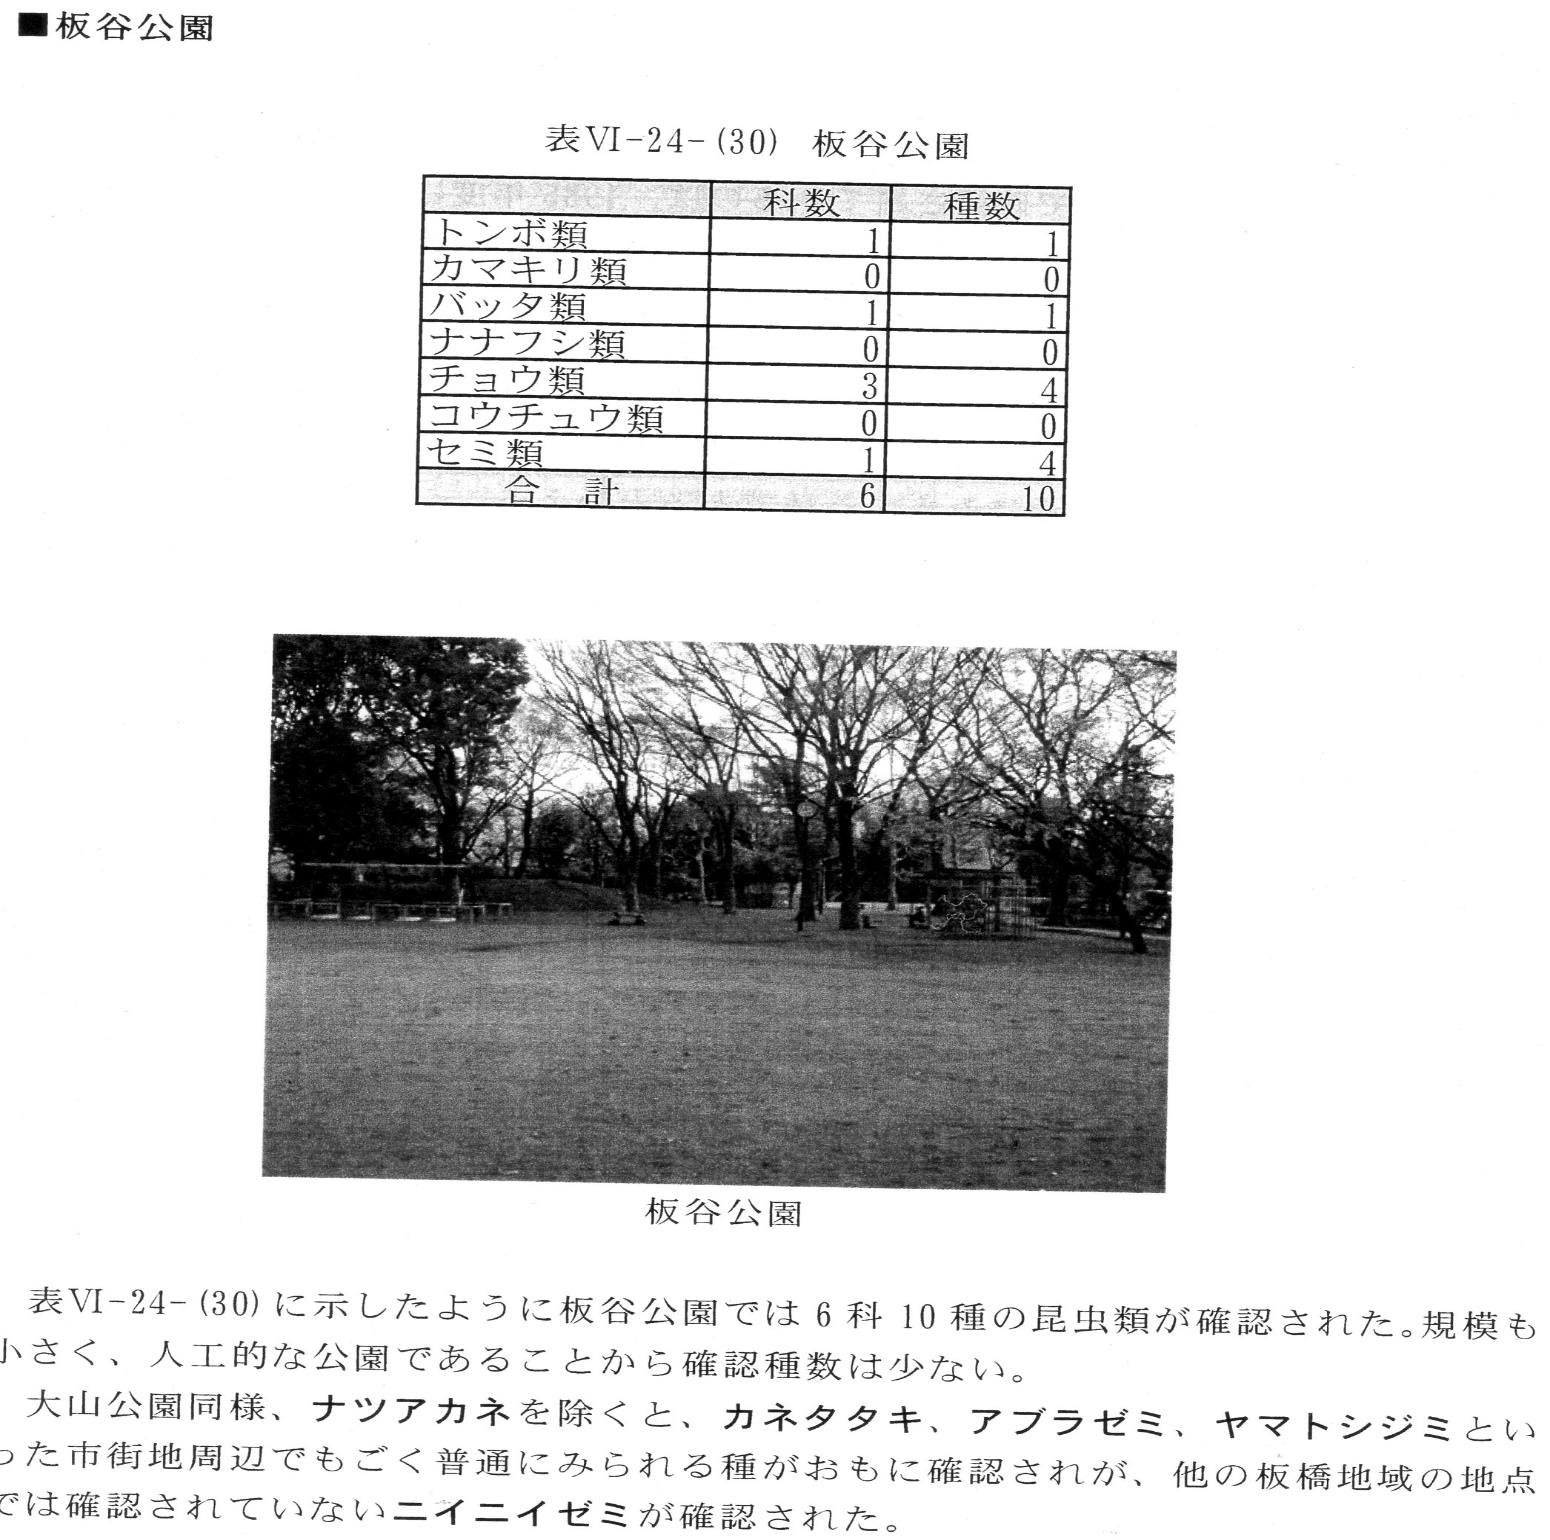 ■板谷公園
表Ⅵ-24-(30) 板谷公園
科数 種数
トンボ類 1 1
カマキリ類 0 0
バッタ類 1 1
ナナフシ類 0 0
チョウ類 3 4
コウチュウ類 0 0
セミ類 1 4
合計 6 10
板谷公園
表Ⅵ-24-(30)に示したように板谷公園では 6 科 10 種の昆虫類が確認された。規模も
小さく、人工的な公園であることから確認種数は少ない。
大山公園同様、ナツアカネを除くと、カネタタキ、アブラゼミ、ヤマトシジミとい
った市街地周辺でもごく普通にみられる種がおもに確認されが、他の板橋地域の地点
では確認されていないニイニイゼミが確認された。